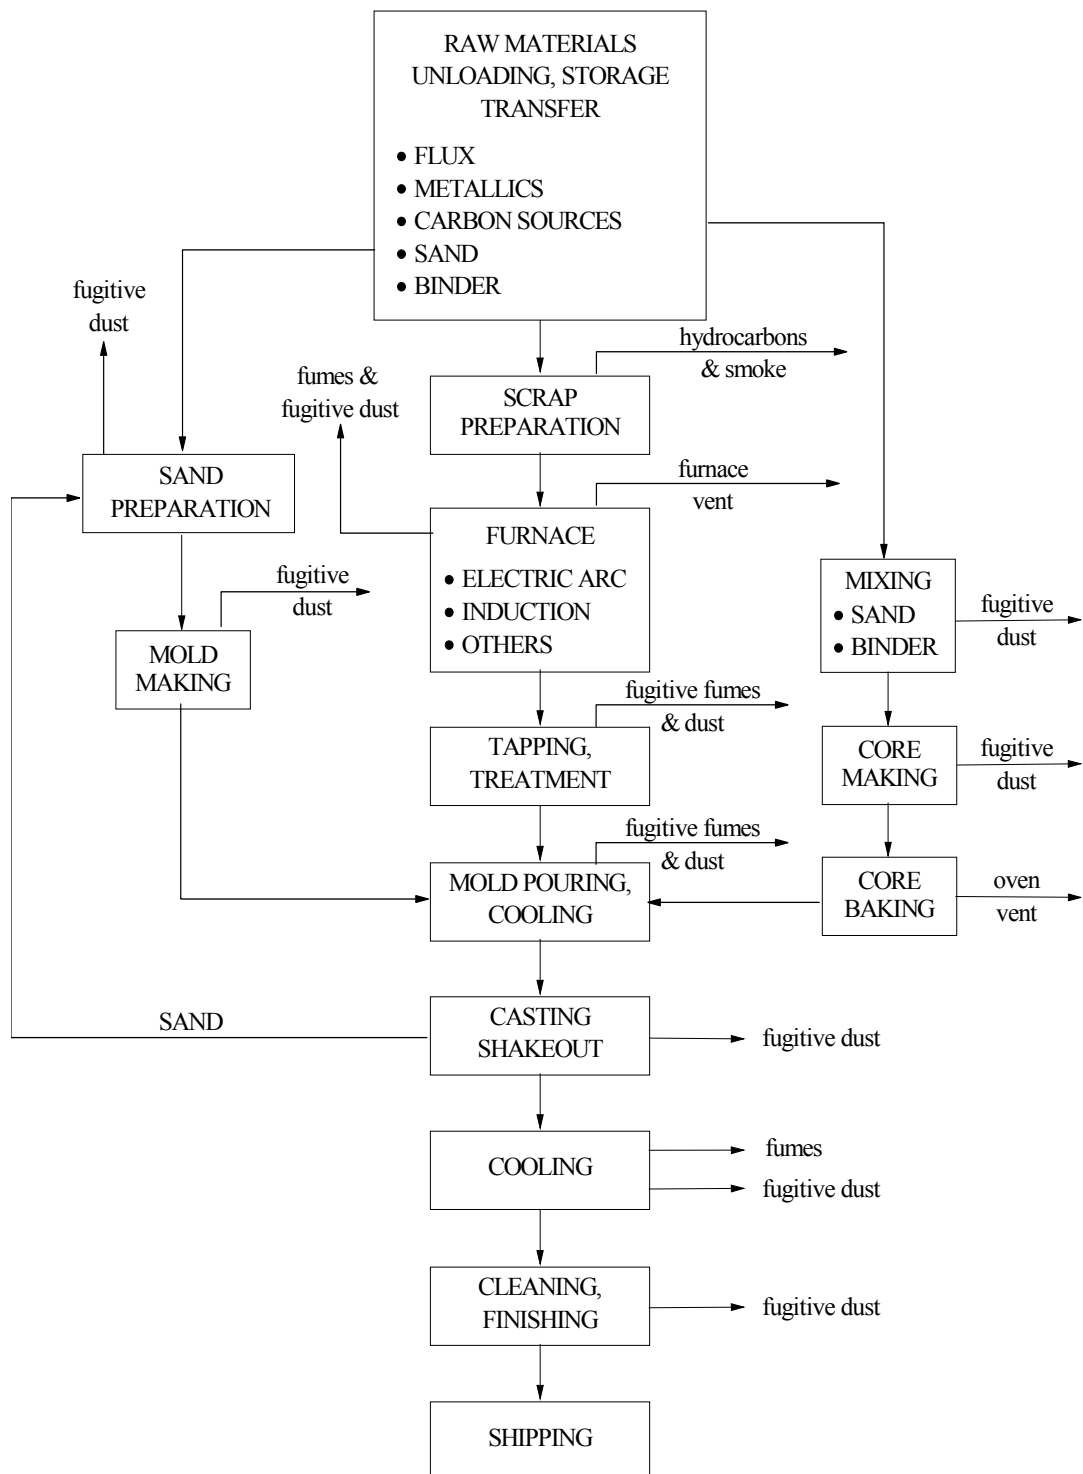 RAW MATERIALS
UNLOADING, STORAGE
TRANSFER
• FLUX
• METALLICS
• CARBON SOURCES
• SAND
• BINDER
fugitive
dust
hydrocarbons
& smoke
fumes &
fugitive dust
SCRAP
PREPARATION
SAND
PREPARATION
furnace
vent
FURNACE
• ELECTRIC ARC
• INDUCTION
• OTHERS
fugitive
dust
MIXING
• SAND
• BINDER
fugitive
dust
MOLD
MAKING
fugitive fumes
& dust
TAPPING,
TREATMENT
CORE
MAKING
fugitive
dust
fugitive fumes
& dust
MOLD POURING,
COOLING
CORE
BAKING
oven
vent
SAND
CASTING
SHAKEOUT
fugitive dust
COOLING
fumes
fugitive dust
CLEANING,
FINISHING
fugitive dust
SHIPPING